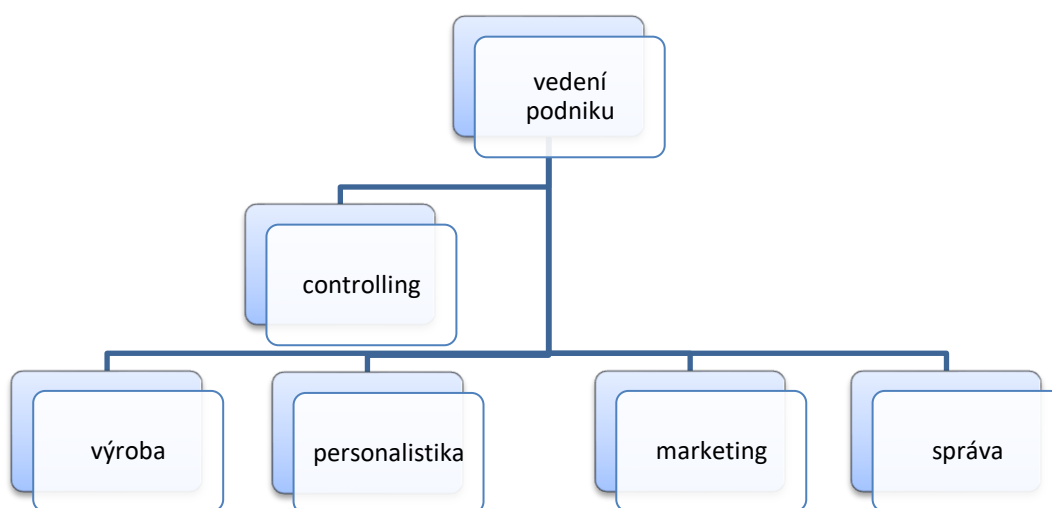 vedení
podniku
controlling
výroba
personalistika
marketing
správa